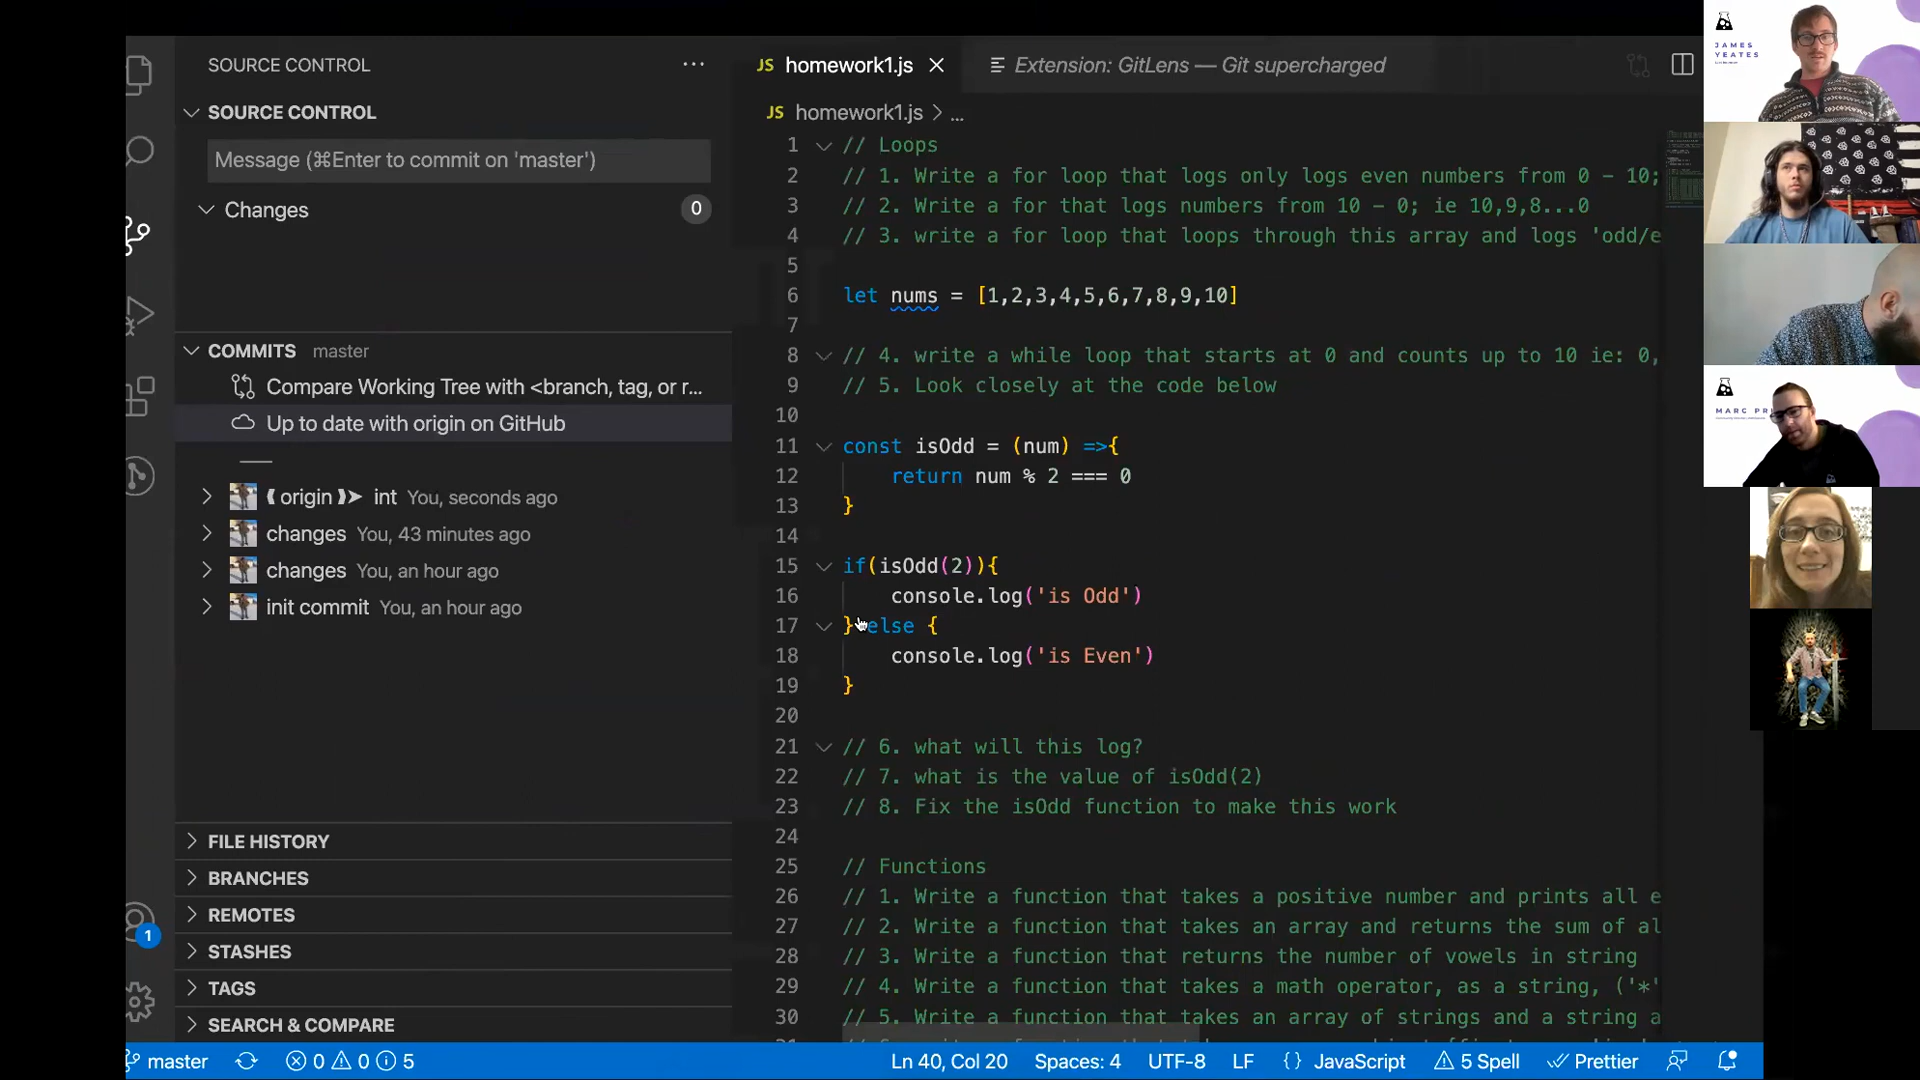 SOURCE CONTROL
SOURCE CONTROL
Message (⌘Enter to commit on 'master')
Changes 0
COMMITS master
Compare Working Tree with <branch, tag, or r...
Up to date with origin on GitHub
origin int You, seconds ago
changes You, 43 minutes ago
changes You, an hour ago
init commit You, an hour ago
FILE HISTORY
BRANCHES
REMOTES
STASHES
TAGS
SEARCH & COMPARE
1
JS homework1.js Extension: GitLens — Git supercharged
JS homework1.js > ...
1 // Loops
2 // 1. Write a for loop that logs only logs even numbers from 0 - 10;
3 // 2. Write a for that logs numbers from 10 - 0; ie 10,9,8...0
4 // 3. write a for loop that loops through this array and logs 'odd/e
5
6 let nums = [1,2,3,4,5,6,7,8,9,10]
7
8 // 4. write a while loop that starts at 0 and counts up to 10 ie: 0,
9 // 5. Look closely at the code below
10
11 const isOdd = (num) =>{
12 return num % 2 === 0
13 }
14
15 if(isOdd(2)){
16 console.log('is Odd')
17 } else {
18 console.log('is Even')
19 }
20
21 // 6. what will this log?
22 // 7. what is the value of isOdd(2)
23 // 8. Fix the isOdd function to make this work
24
25 // Functions
26 // 1. Write a function that takes a positive number and prints all e
27 // 2. Write a function that takes an array and returns the sum of al
28 // 3. Write a function that returns the number of vowels in string
29 // 4. Write a function that takes a math operator, as a string, ('*'
30 // 5. Write a function that takes an array of strings and a string a
master 0 0 5 Ln 40, Col 20 Spaces: 4 UTF-8 LF {} JavaScript 5 Spell Prettier
JAMES
YEATES
MARC PR